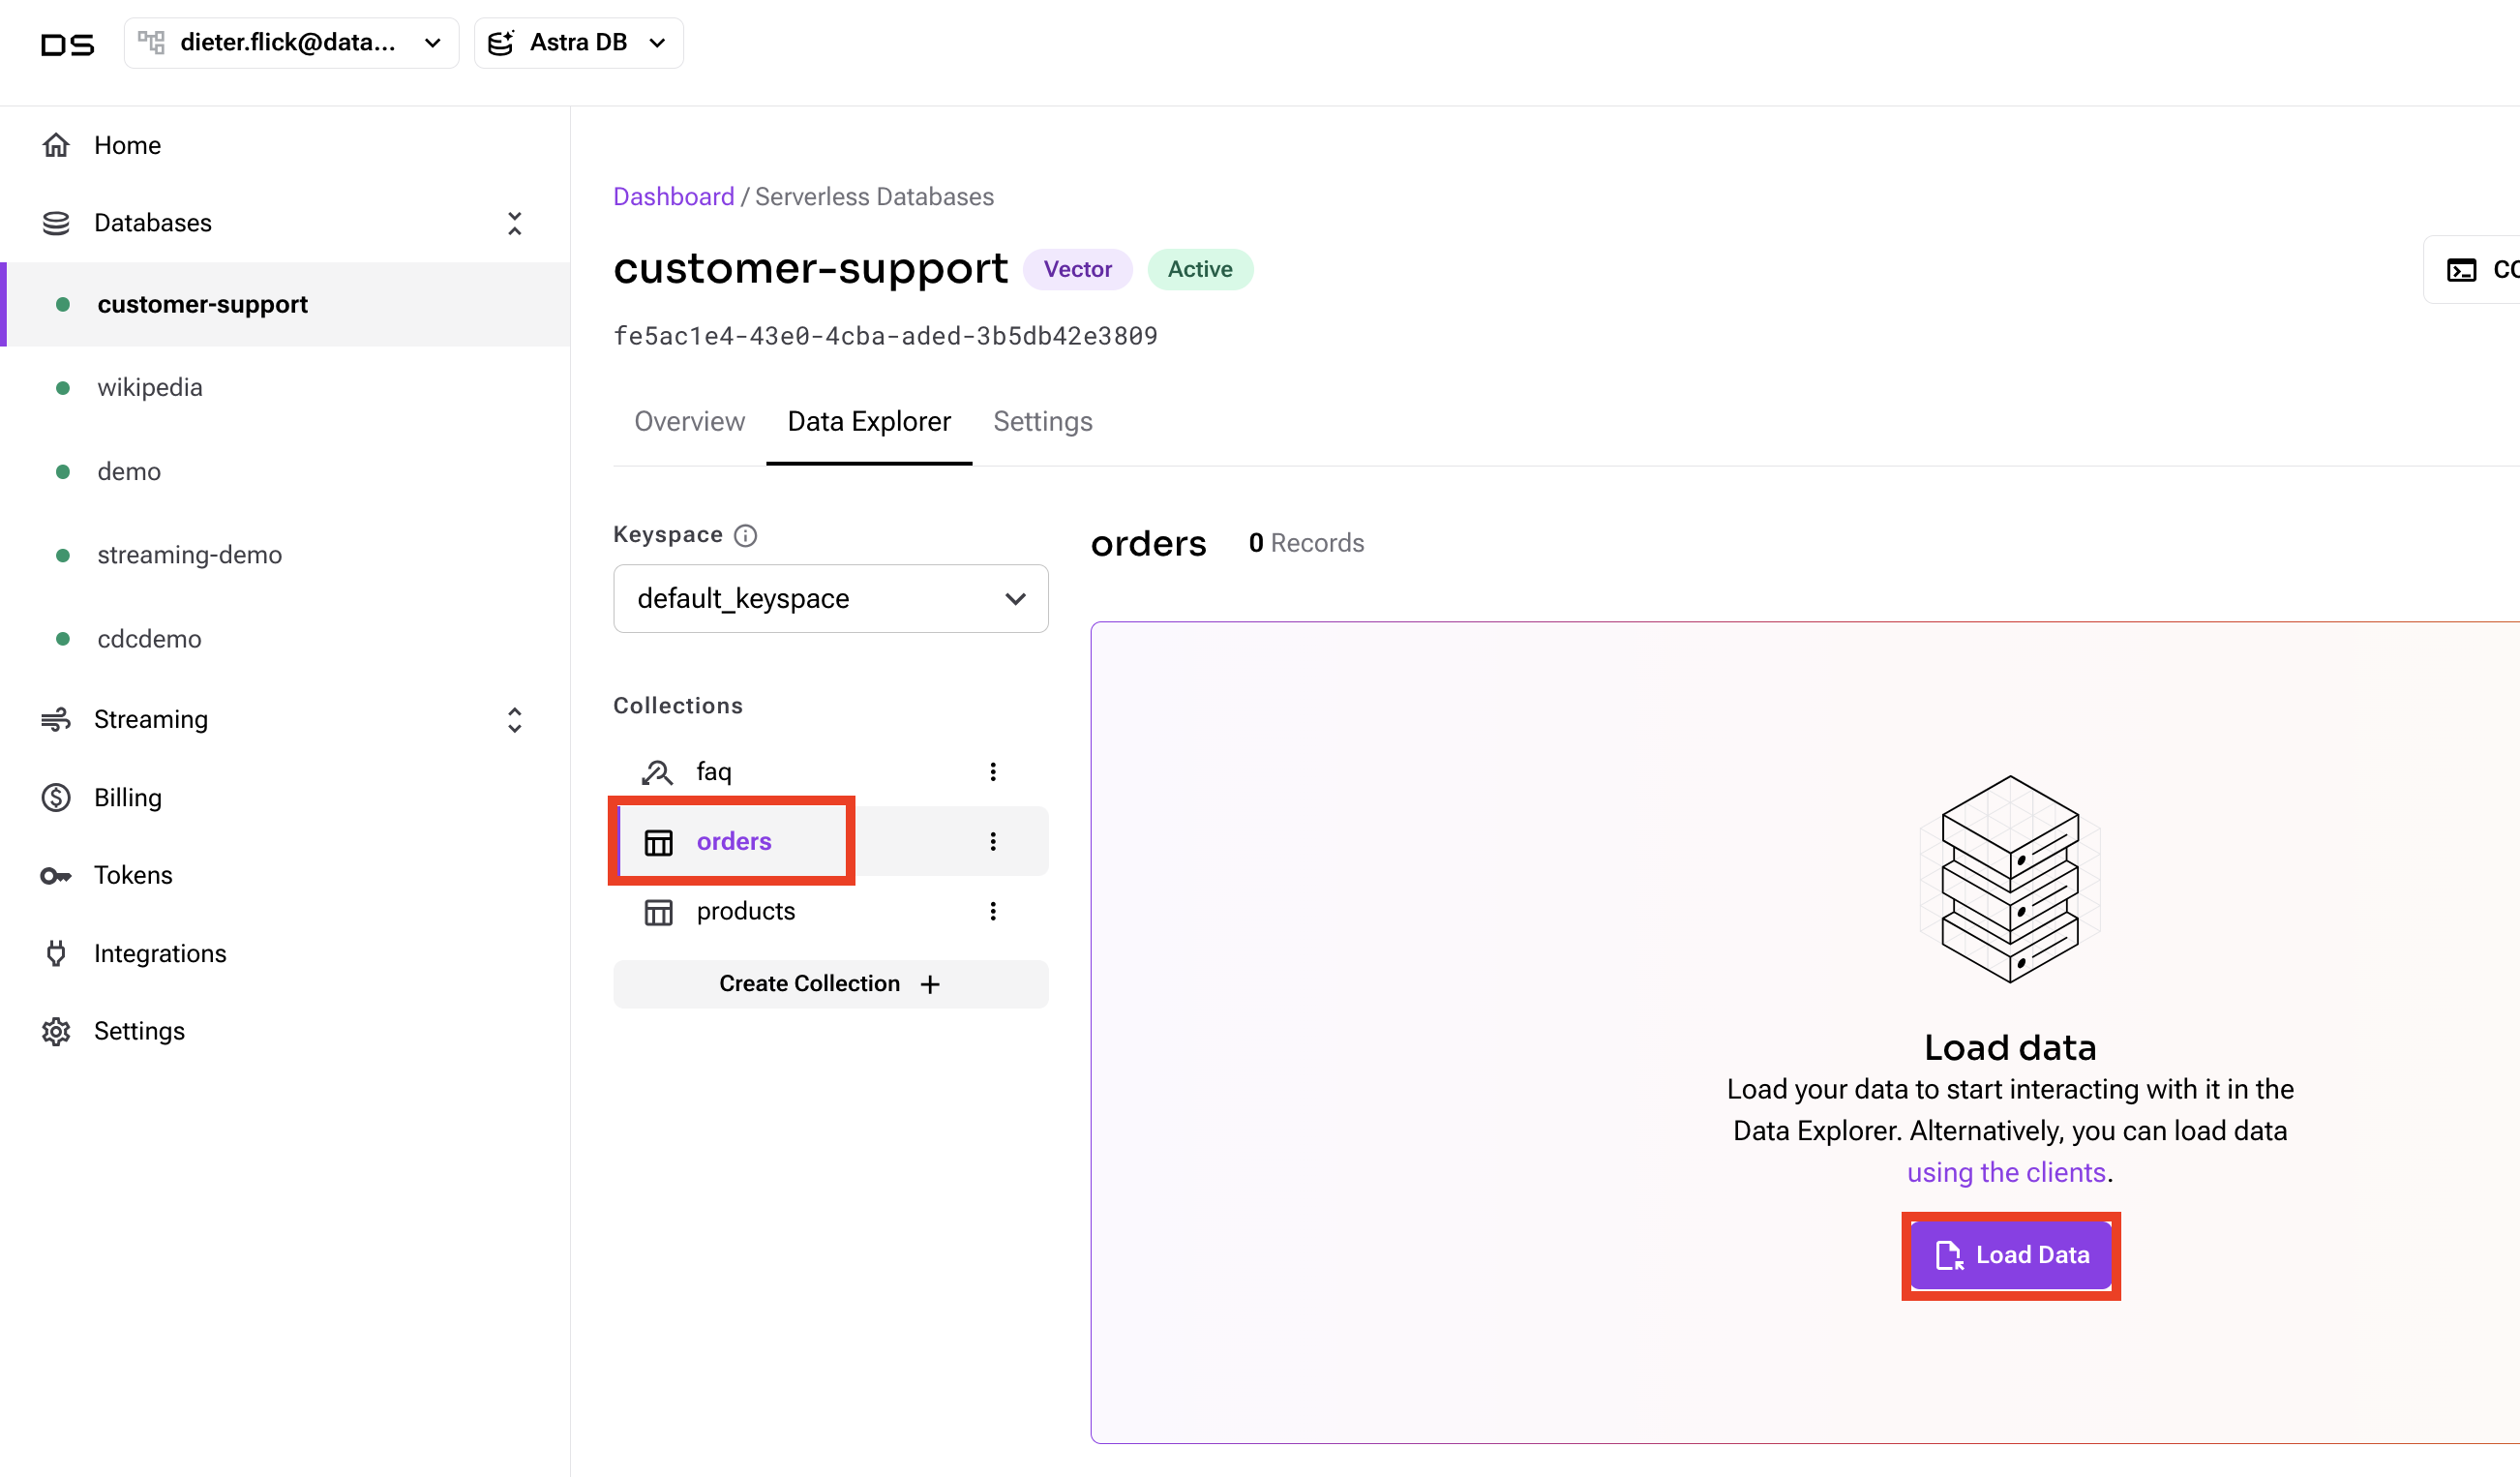 DS
dieter.flick@data...
Astra DB
Home
Databases
customer-support
wikipedia
demo
streaming-demo
cdcdemo
Streaming
Billing
Tokens
Integrations
Settings
Dashboard / Serverless Databases
customer-support Vector Active
fe5ac1e4-43e0-4cba-aded-3b5db42e3809
Overview Data Explorer Settings
Keyspace
default_keyspace
Collections
faq
orders
products
Create Collection +
orders 0 Records
Load data
Load your data to start interacting with it in the
Data Explorer. Alternatively, you can load data
using the clients.
Load Data